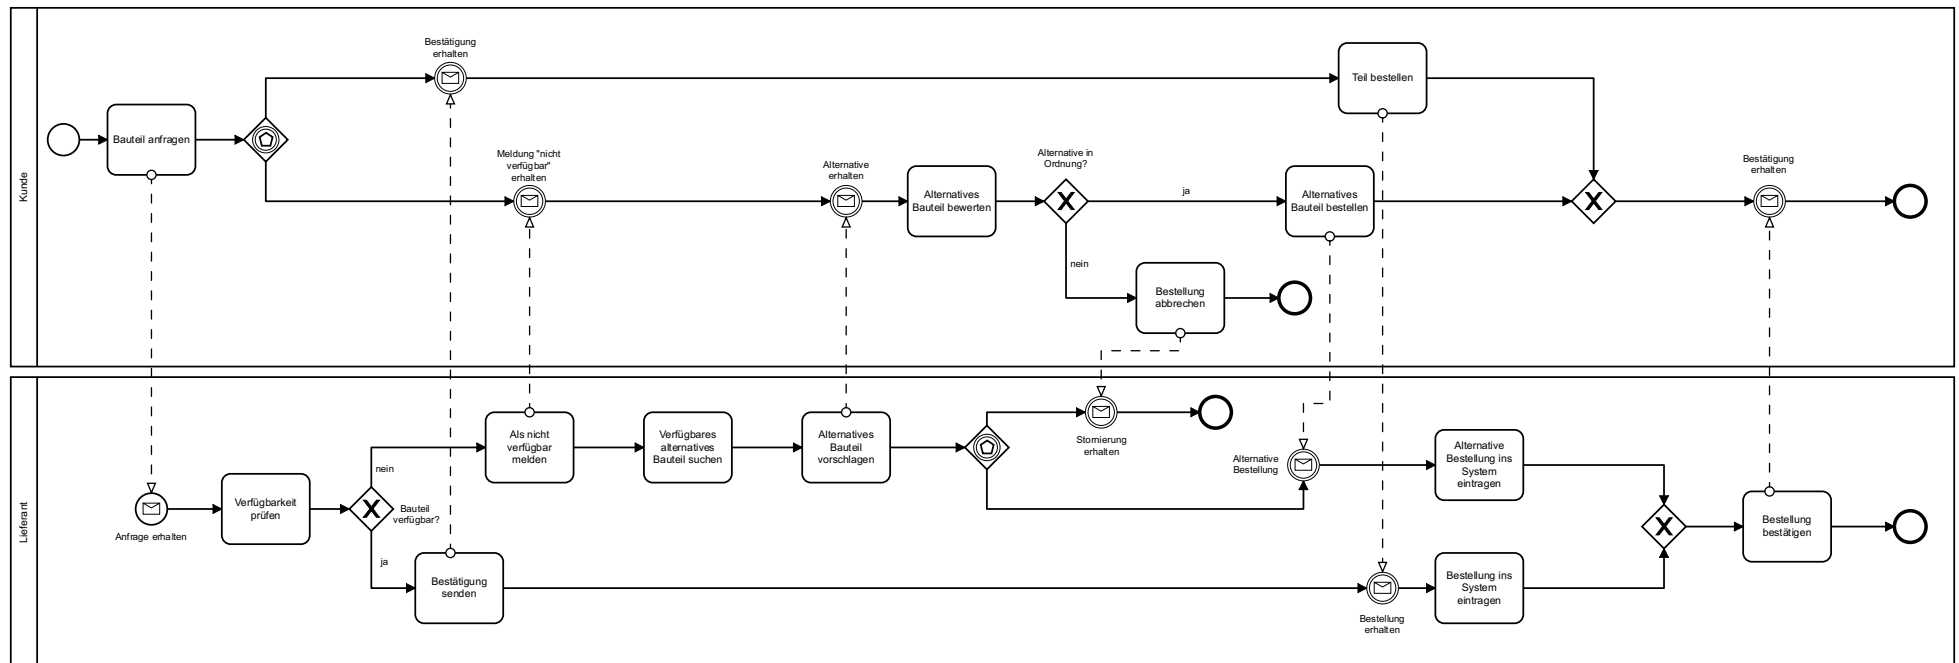 Kunde
Bestätigung
erhalten
Teil bestellen
Bauteil anfragen
Meldung "nicht
verfügbar"
erhalten
Alternative
erhalten
Alternatives
Bauteil bewerten
Alternative in
Ordnung?
ja
Alternatives
Bauteil bestellen
Bestätigung
erhalten
nein
Bestellung
abbrechen
Lieferant
Anfrage erhalten
Verfügbarkeit
prüfen
nein
Bauteil
verfügbar?
ja
Als nicht
verfügbar
melden
Verfügbares
alternatives
Bauteil suchen
Alternatives
Bauteil
vorschlagen
Stornierung
erhalten
Alternative
Bestellung
Alternative
Bestellung ins
System
eintragen
Bestätigung
senden
Bestellung
erhalten
Bestellung ins
System
eintragen
Bestellung
bestätigen